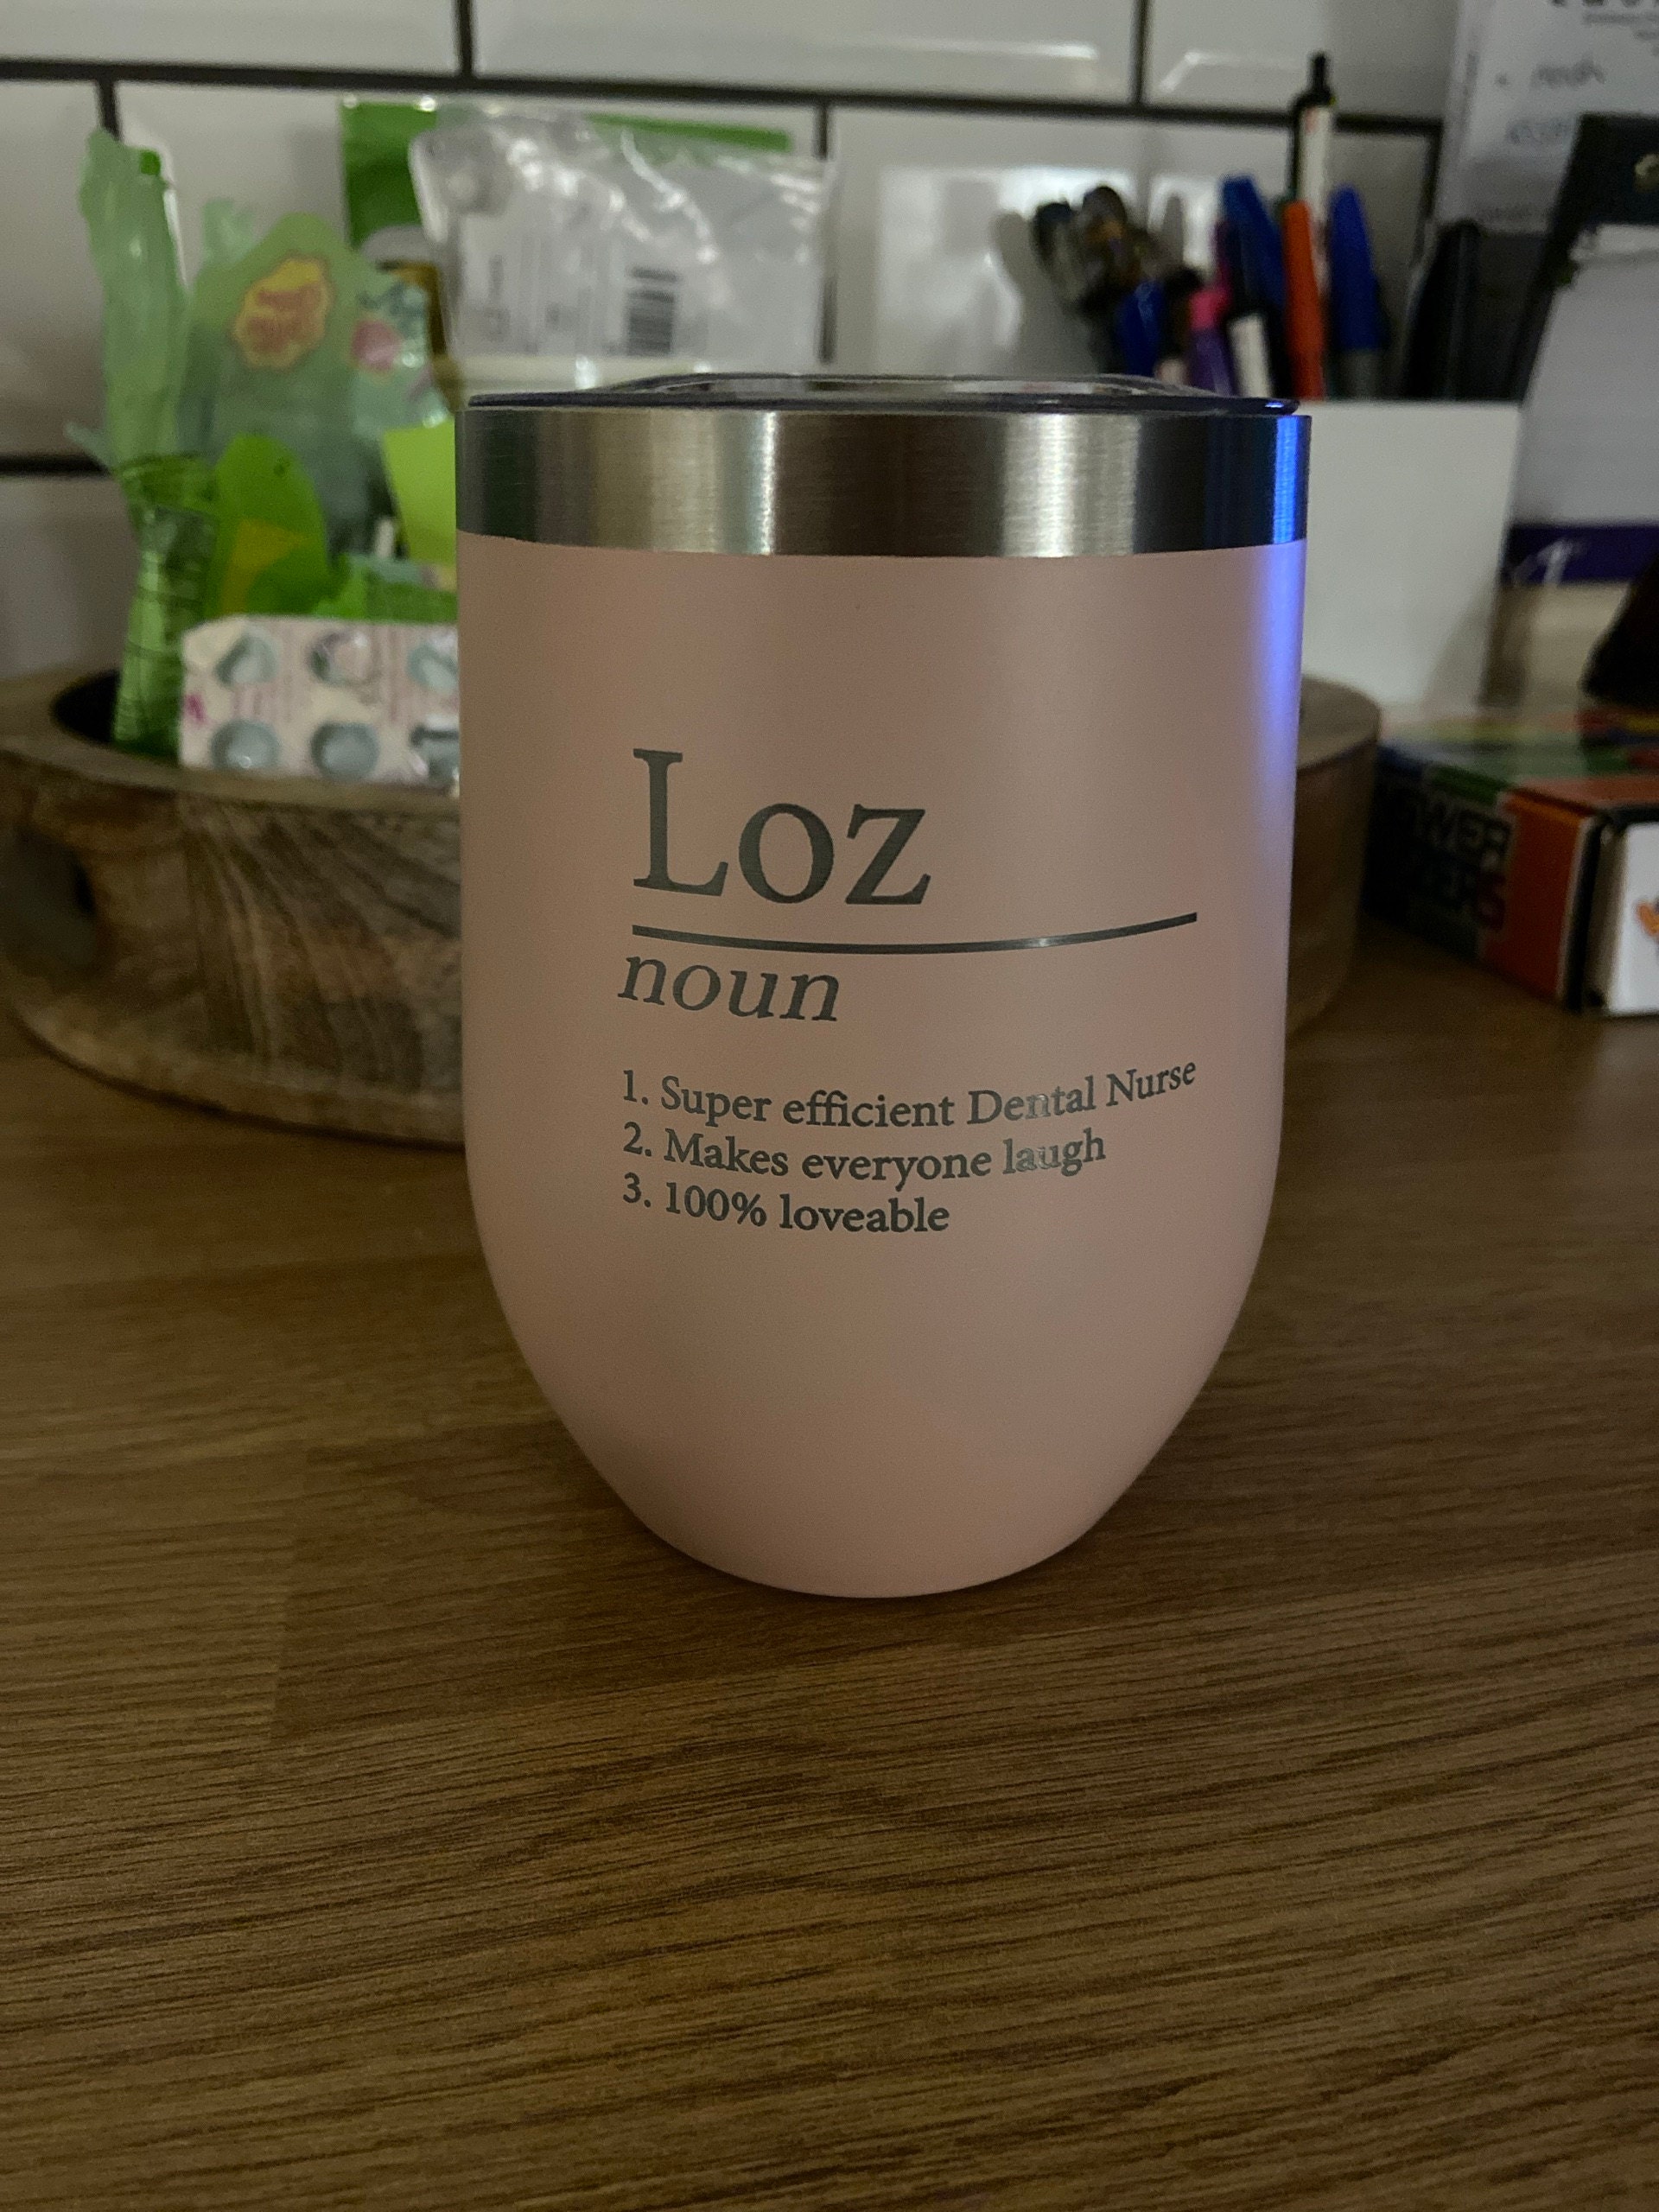 Loz
noun
1. Super efficient Dental Nurse
2. Makes everyone laugh
3. 100% loveable